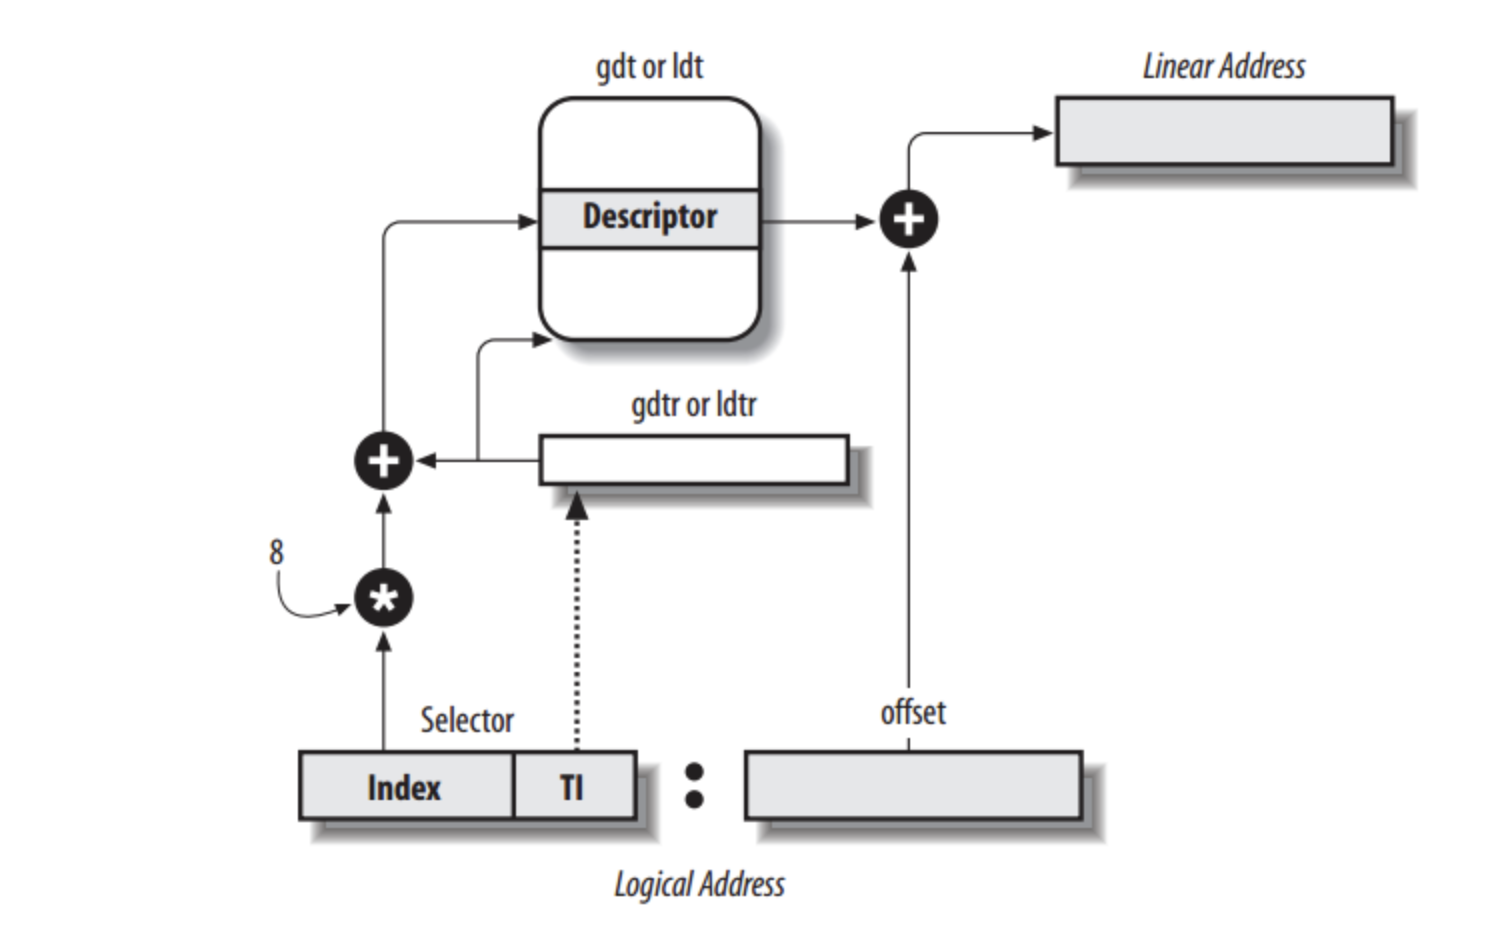 gdt or ldt
Linear Address
Descriptor
+
gdtr or ldtr
+
8
*
Selector
offset
Index
TI
:
Logical Address